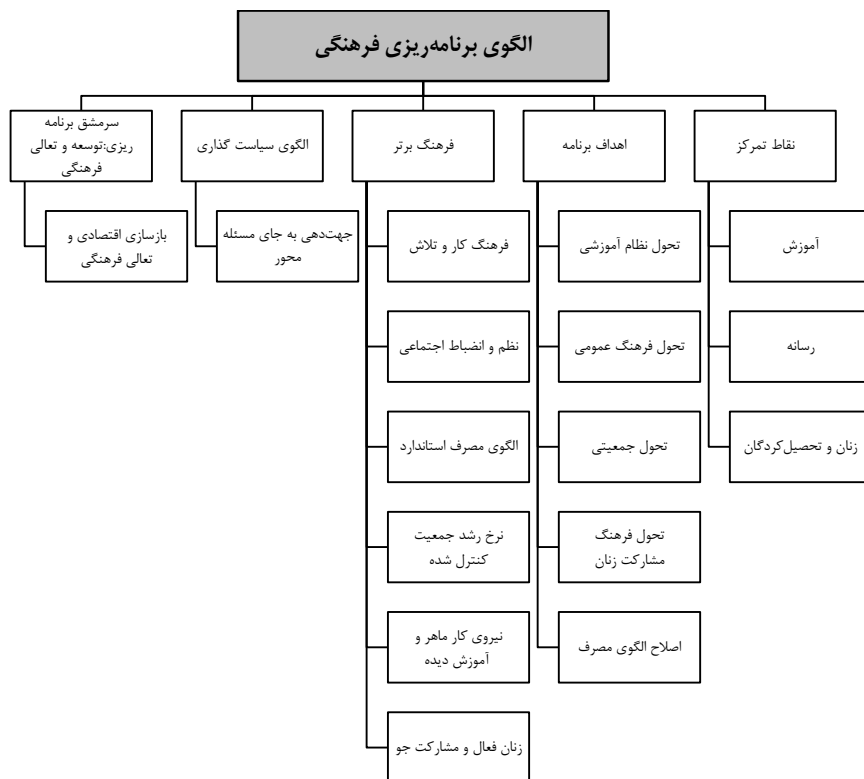 الگوی برنامه‌ریزی فرهنگی
نقاط تمرکز
اهداف برنامه
فرهنگ برتر
الگوی سیاست گذاری
سرمشق برنامه
ریزی:توسعه و تعالی
فرهنگی
آموزش
رسانه
زنان و تحصیل‌کردگان
تحول نظام آموزشی
تحول فرهنگ عمومی
تحول جمعیتی
تحول فرهنگ
مشارکت زنان
اصلاح الگوی مصرف
فرهنگ کار و تلاش
نظم و انضباط اجتماعی
الگوی مصرف استاندارد
نرخ رشد جمعیت
کنترل شده
نیروی کار ماهر و
آموزش دیده
زنان فعال و مشارکت جو
جهت‌دهی به جای مسئله
محور
بازسازی اقتصادی و
تعالی فرهنگی